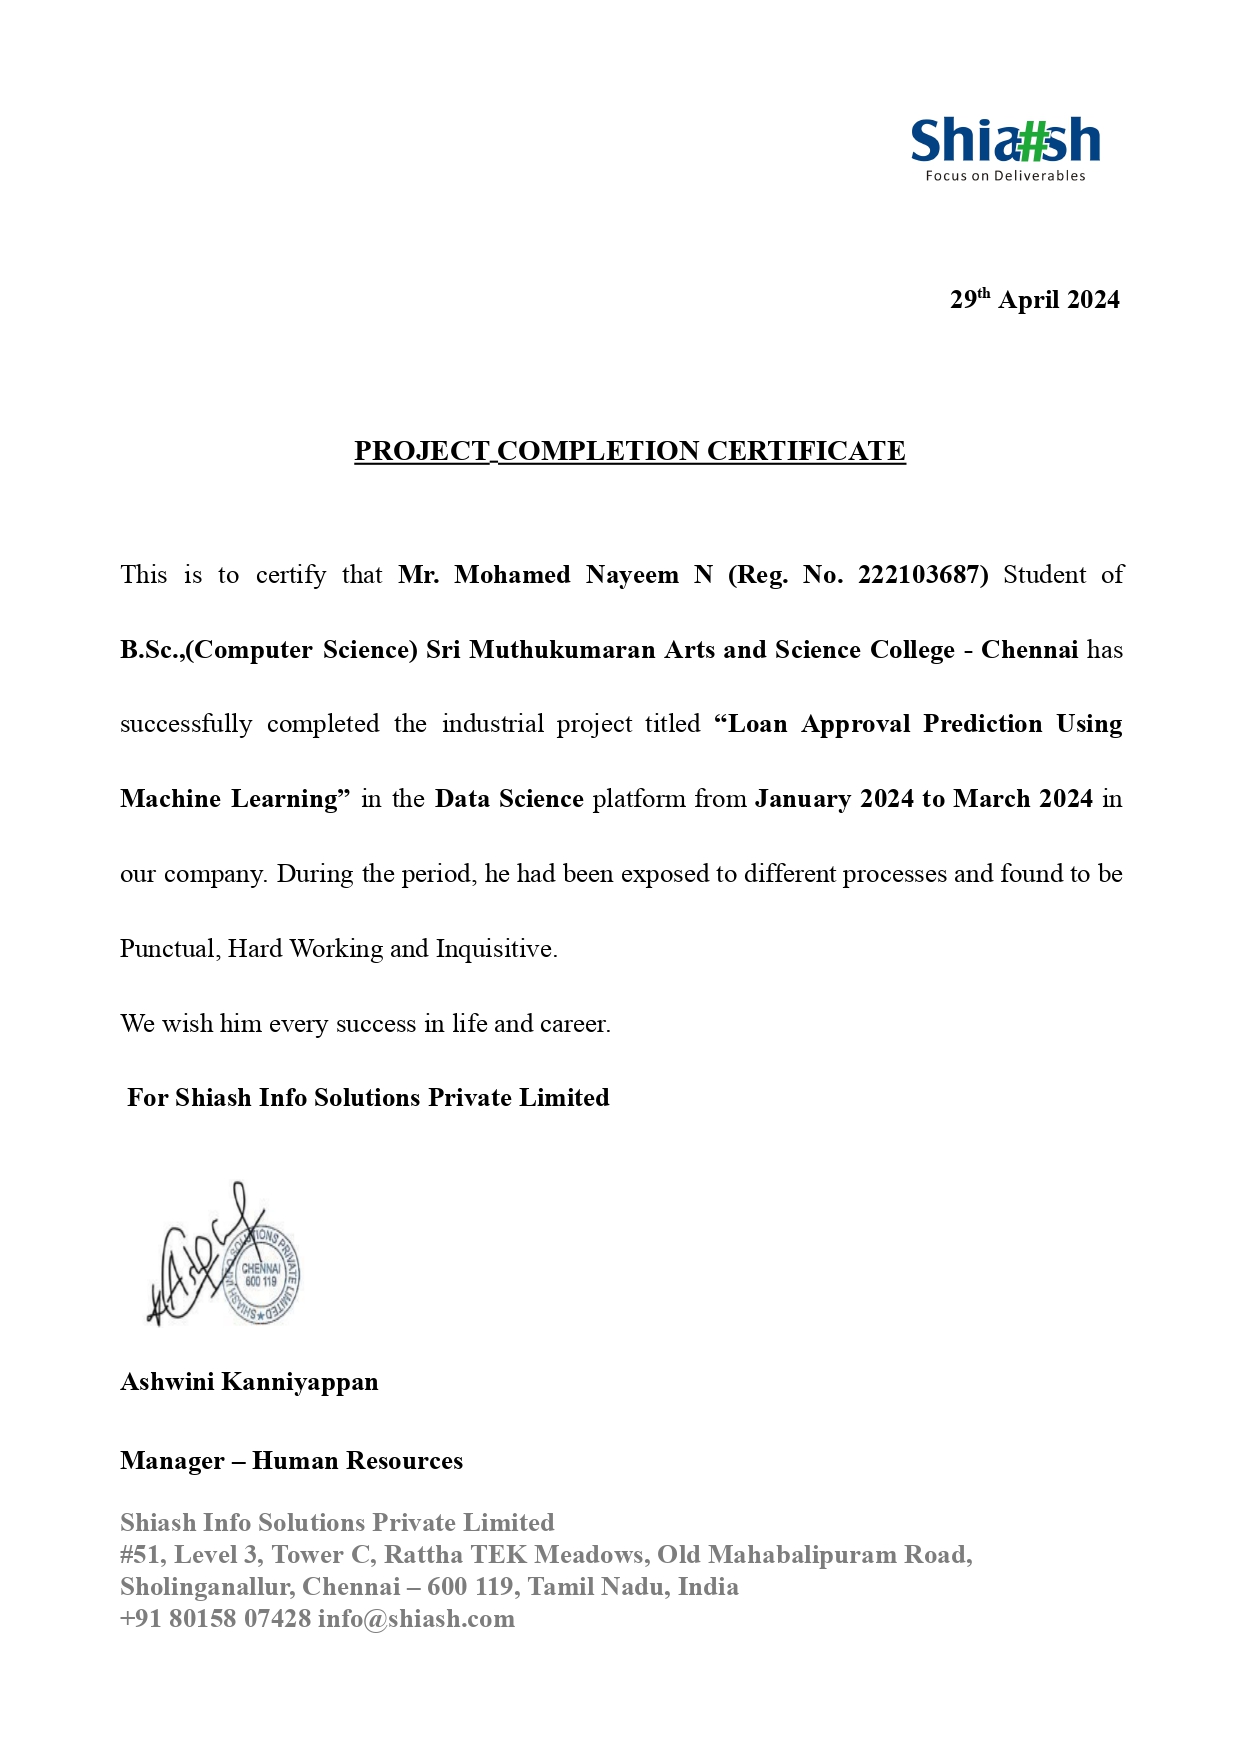 Shia#sh
Focus on Deliverables
29th April 2024
PROJECT COMPLETION CERTIFICATE
This is to certify that Mr. Mohamed Nayeem N (Reg. No. 222103687) Student of
B.Sc.,(Computer Science) Sri Muthukumaran Arts and Science College - Chennai has
successfully completed the industrial project titled “Loan Approval Prediction Using
Machine Learning” in the Data Science platform from January 2024 to March 2024 in
our company. During the period, he had been exposed to different processes and found to be
Punctual, Hard Working and Inquisitive.
We wish him every success in life and career.
For Shiash Info Solutions Private Limited
SHIASH INFO SOLUTIONS PRIVATE LIMITED
CHENNAI
600 119
Ashwini Kanniyappan
Manager – Human Resources
Shiash Info Solutions Private Limited
#51, Level 3, Tower C, Rattha TEK Meadows, Old Mahabalipuram Road,
Sholinganallur, Chennai – 600 119, Tamil Nadu, India
+91 80158 07428 info@shiash.com